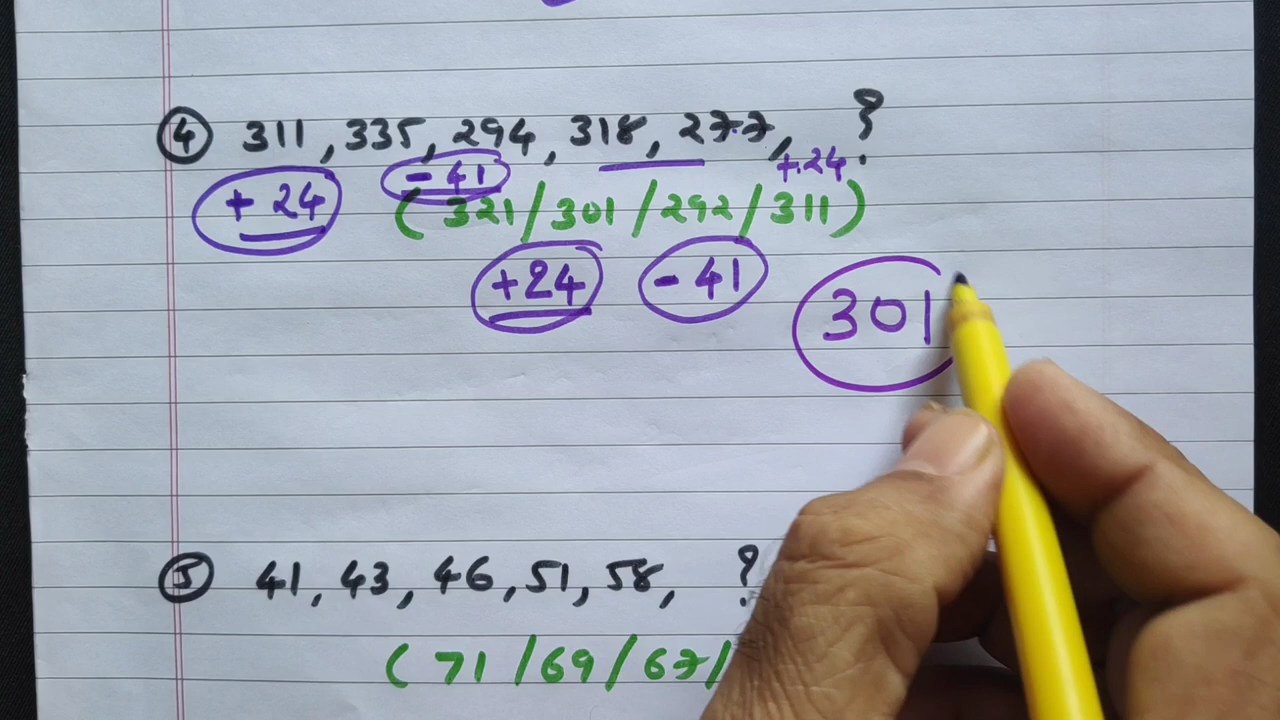 ④ 311, 335, 294, 318, 277, ?
+24 -41 +24
(321/301/292/311)
+24 -41 301
⑤ 41, 43, 46, 51, 58, ?
(71/69/67/